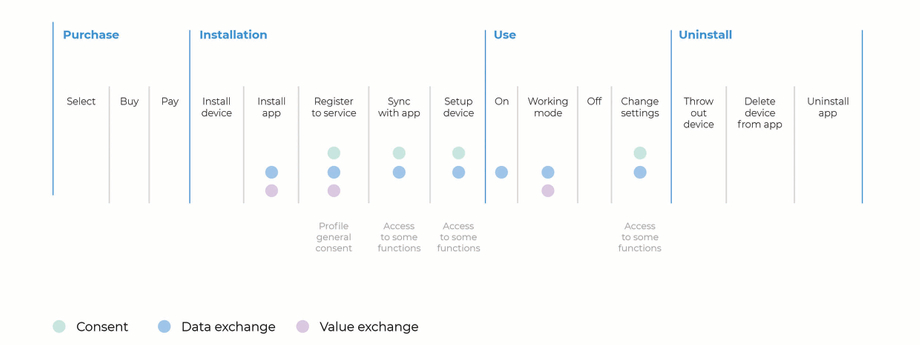 Purchase
Installation
Use
Uninstall
Select
Buy
Pay
Install
device
Install
app
Register
to service
Sync
with app
Setup
device
On
Working
mode
Off
Change
settings
Throw
out
device
Delete
device
from app
Uninstall
app
Profile
general
consent
Access
to some
functions
Access
to some
functions
Access
to some
functions
Consent
Data exchange
Value exchange